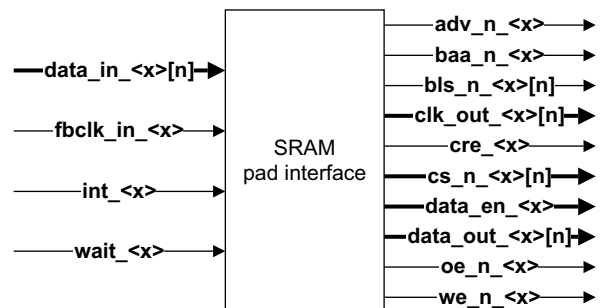 data_in_<x>[n]
fbclk_in_<x>
int_<x>
wait_<x>
SRAM
pad interface
adv_n_<x>
baa_n_<x>
bls_n_<x>[n]
clk_out_<x>[n]
cre_<x>
cs_n_<x>[n]
data_en_<x>
data_out_<x>[n]
oe_n_<x>
we_n_<x>